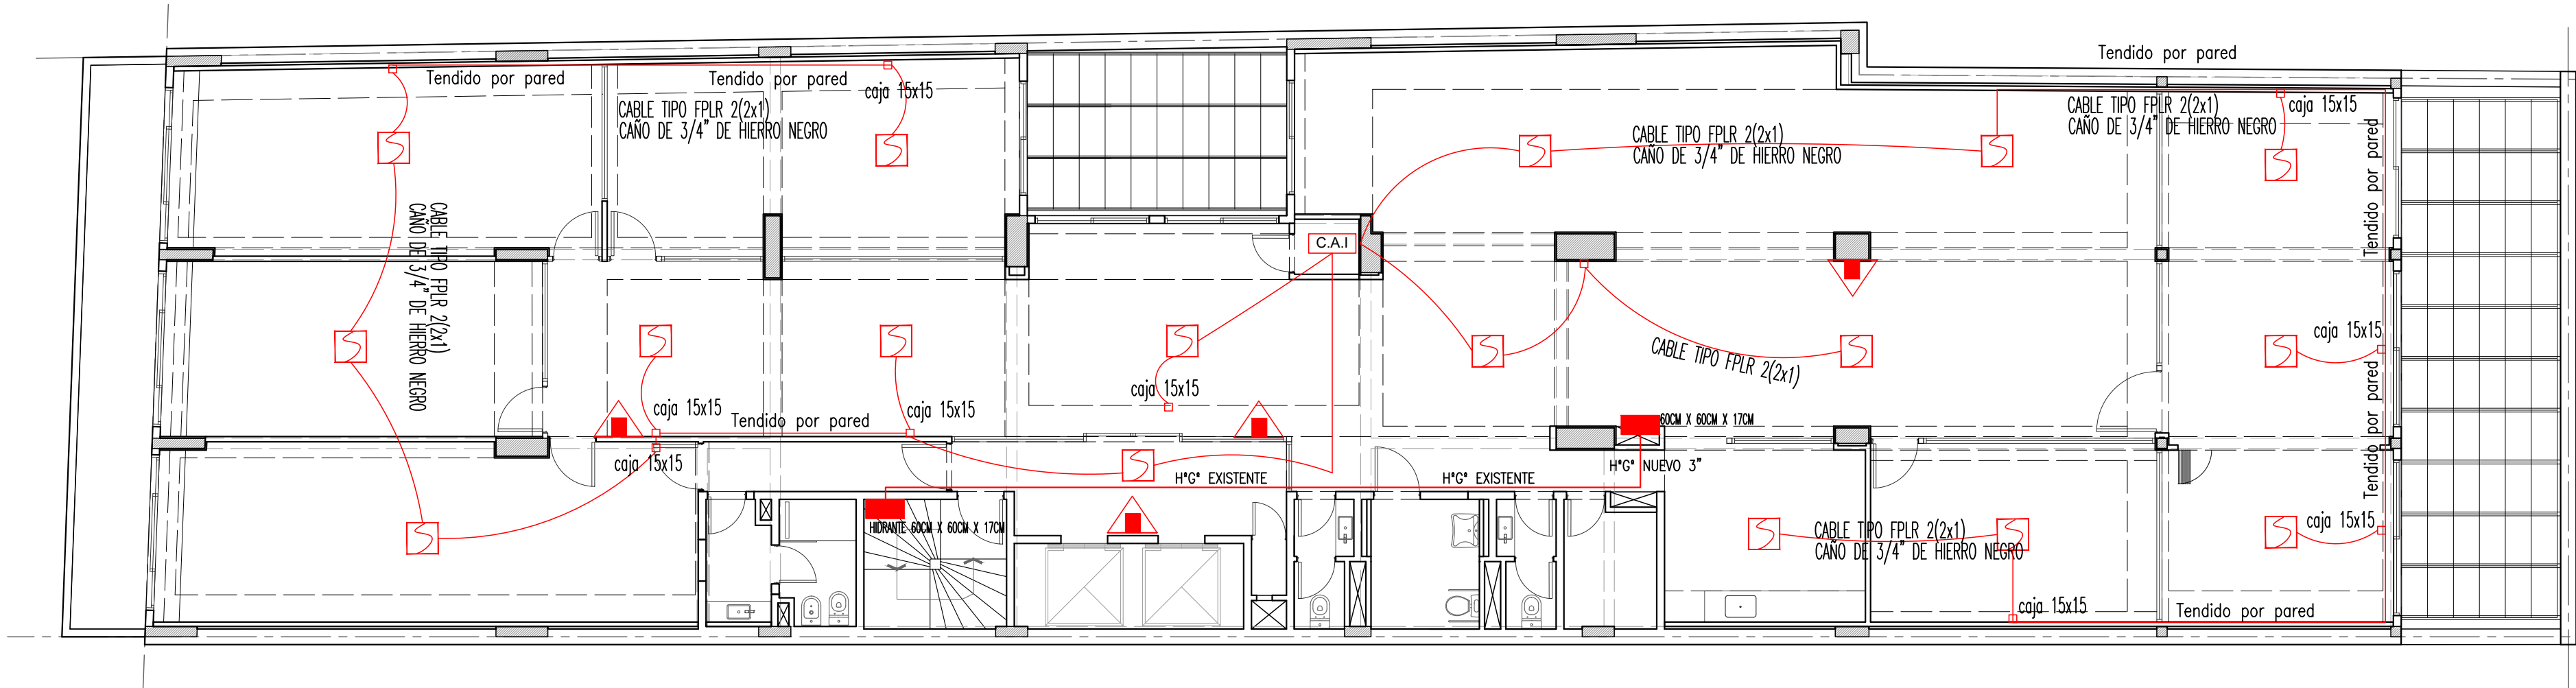 Tendido por pared
Tendido por pared
caja 15x15
CABLE TIPO FPLR 2(2x1)
CAÑO DE 3/4" DE HIERRO NEGRO
Tendido por pared
CABLE TIPO FPLR 2(2x1)
CAÑO DE 3/4" DE HIERRO NEGRO
CABLE TIPO FPLR 2(2x1)
CAÑO DE 3/4" DE HIERRO NEGRO
caja 15x15
Tendido por pared
CABLE TIPO FPLR 2(2x1)
CAÑO DE 3/4" DE HIERRO NEGRO
C.A.I
caja 15x15
CABLE TIPO FPLR 2(2x1)
caja 15x15
caja 15x15
Tendido por pared
caja 15x15
60CM X 60CM X 17CM
Tendido por pared
caja 15x15
H°G° EXISTENTE
H°G° EXISTENTE
H°G° NUEVO 3"
HIDRANTE 60CM X 60CM X 17CM
CABLE TIPO FPLR 2(2x1)
CAÑO DE 3/4" DE HIERRO NEGRO
caja 15x15
caja 15x15
Tendido por pared